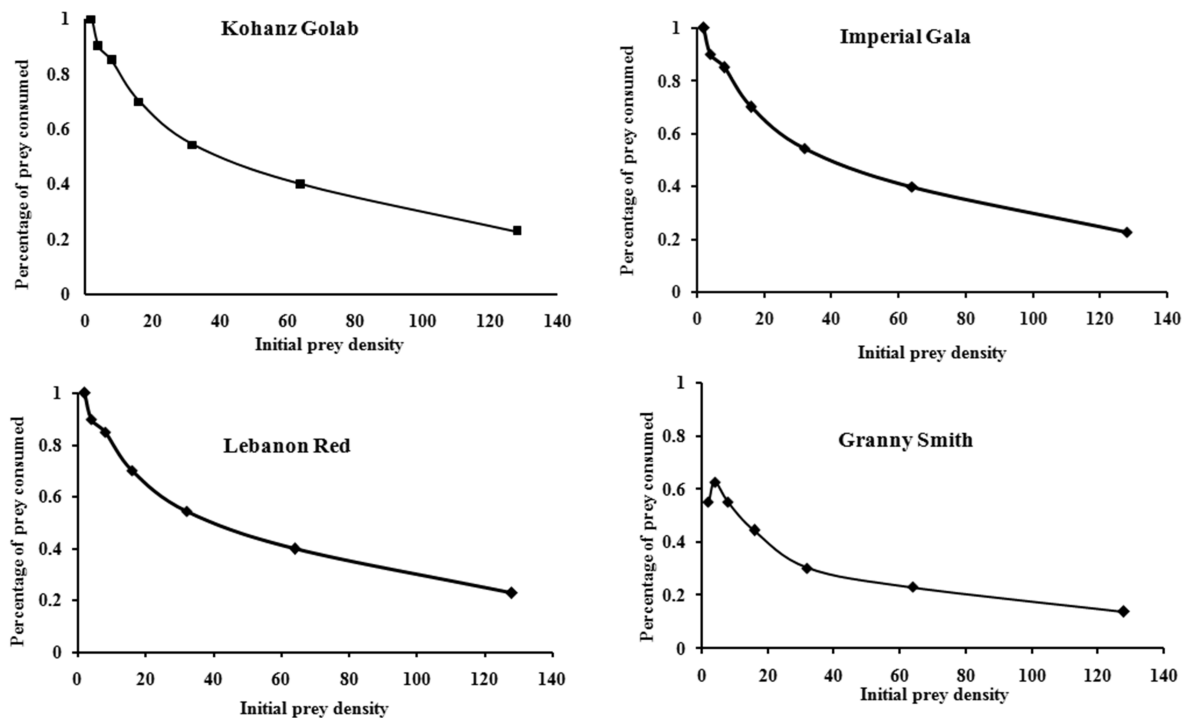 Kohanz Golab
Percentage of prey consumed
1
0.8
0.6
0.4
0.2
0
0 20 40 60 80 100 120 140
Initial prey density
Imperial Gala
Percentage of prey consumed
1
0.8
0.6
0.4
0.2
0
0 20 40 60 80 100 120 140
Initial prey density
Lebanon Red
Percentage of prey consumed
1
0.8
0.6
0.4
0.2
0
0 20 40 60 80 100 120 140
Initial prey density
Granny Smith
Percentage of prey consumed
1
0.8
0.6
0.4
0.2
0
0 20 40 60 80 100 120 140
Initial prey density